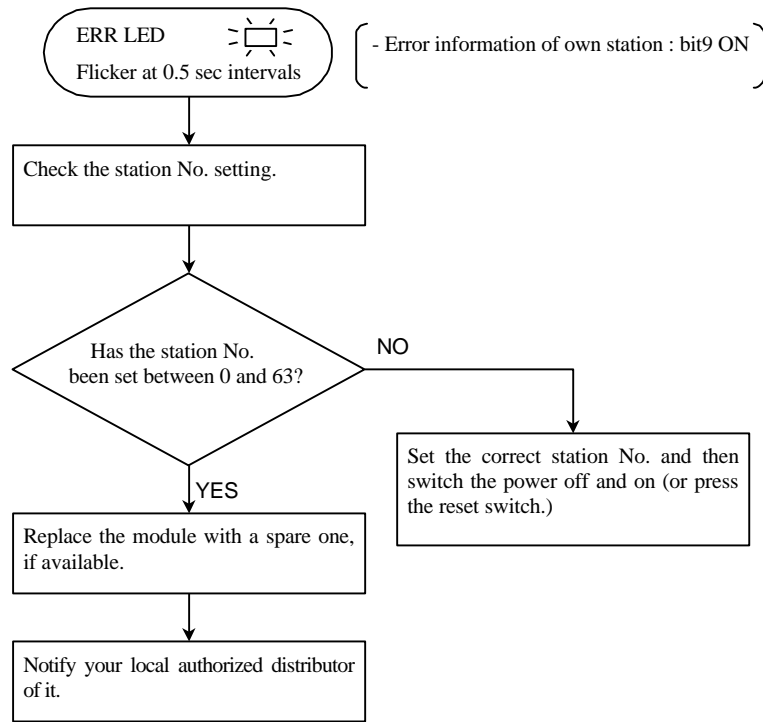 ERR LED
Flicker at 0.5 sec intervals
- Error information of own station : bit9 ON
Check the station No. setting.
Has the station No.
been set between 0 and 63?
NO
Set the correct station No. and then
switch the power off and on (or press
the reset switch.)
YES
Replace the module with a spare one,
if available.
Notify your local authorized distributor
of it.